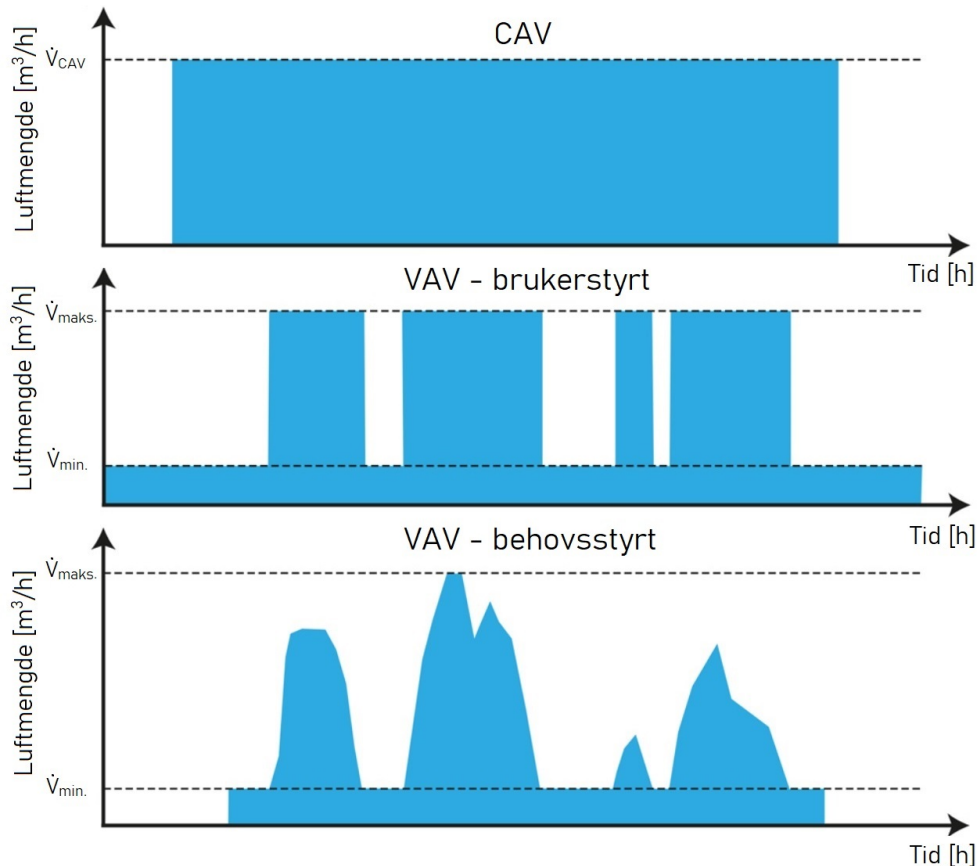 CAV
Luftmengde [m³/h]
V̇CAV
Tid [h]
VAV - brukerstyrt
Luftmengde [m³/h]
V̇maks.
V̇min.
Tid [h]
VAV - behovsstyrt
Luftmengde [m³/h]
V̇maks.
V̇min.
Tid [h]